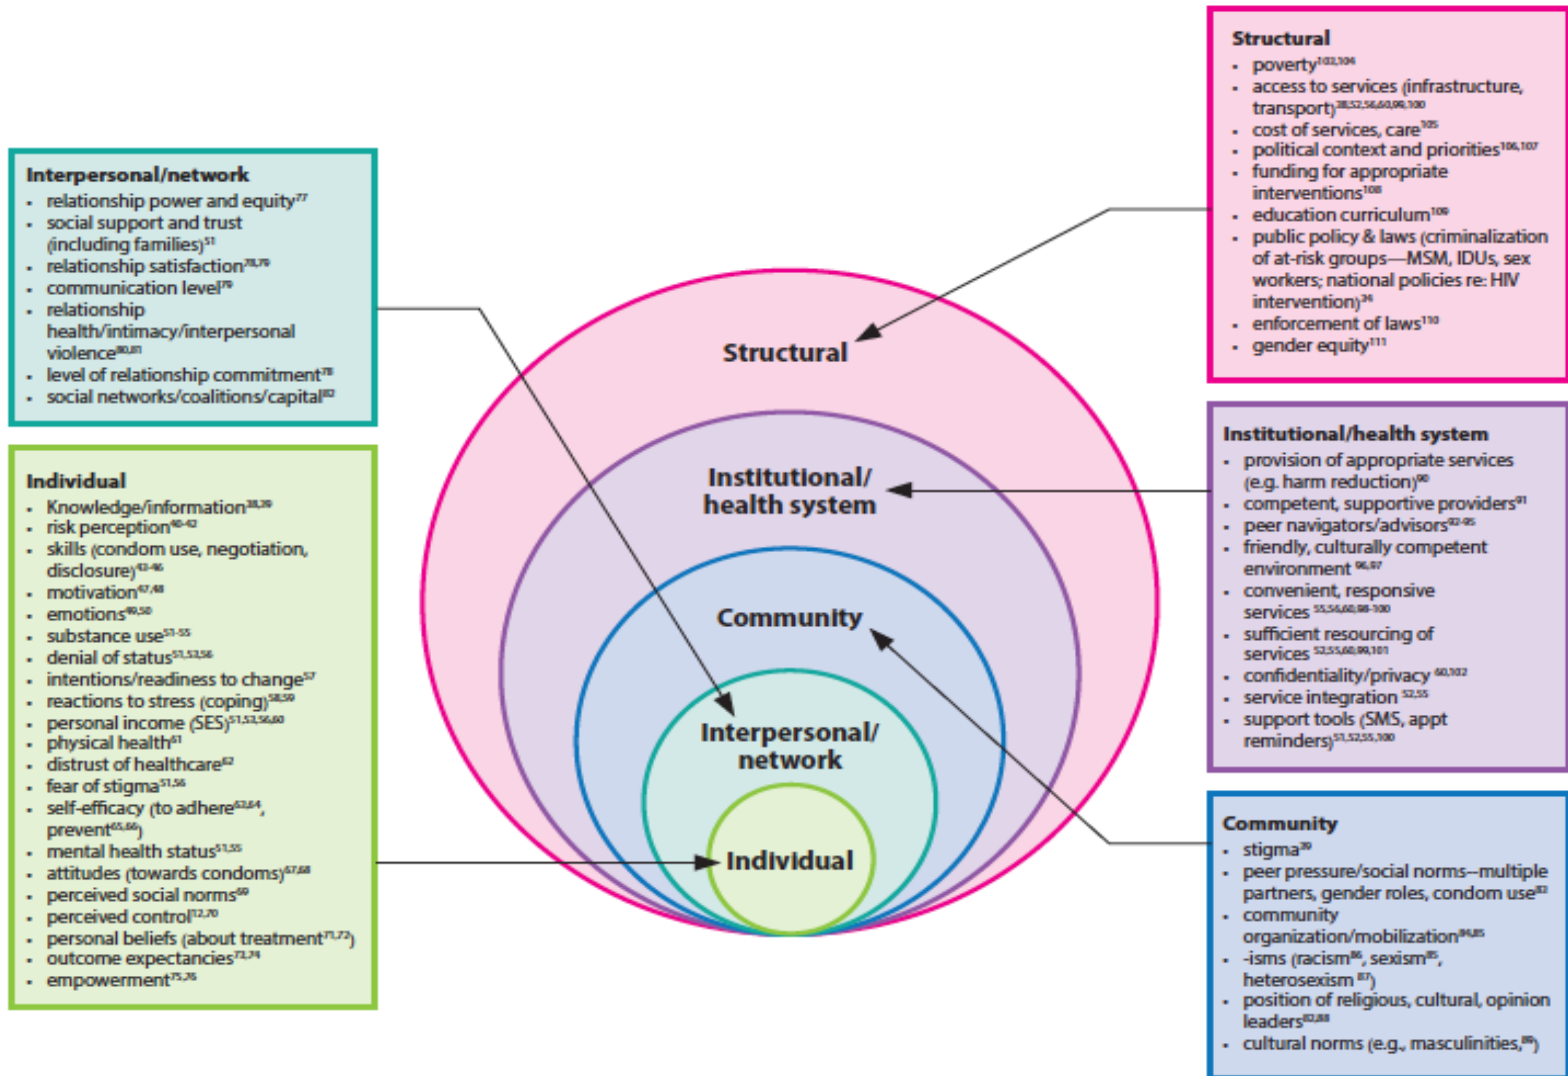 Interpersonal/network
• relationship power and equity77
• social support and trust
(including families)51
• relationship satisfaction78,79
• communication level79
• relationship
health/intimacy/interpersonal
violence80,81
• level of relationship commitment78
• social networks/coalitions/capital82
Individual
• Knowledge/information38,39
• risk perception40-42
• skills (condom use, negotiation,
disclosure)43-46
• motivation47,48
• emotions49,50
• substance use51-55
• denial of status51,53,56
• intentions/readiness to change57
• reactions to stress (coping)58,59
• personal income (SES)51,53,56,60
• physical health61
• distrust of healthcare62
• fear of stigma51,56
• self-efficacy (to adhere63,64,
prevent65,66)
• mental health status51,55
• attitudes (towards condoms)67,68
• perceived social norms69
• perceived control12,70
• personal beliefs (about treatment71,72)
• outcome expectancies73,74
• empowerment75,76
Structural
Institutional/
health system
Community
Interpersonal/
network
Individual
Structural
• poverty103,104
• access to services (infrastructure,
transport)38,52,56,60,99,100
• cost of services, care105
• political context and priorities106,107
• funding for appropriate
interventions108
• education curriculum109
• public policy & laws (criminalization
of at-risk groups—MSM, IDUs, sex
workers; national policies re: HIV
intervention)34
• enforcement of laws110
• gender equity111
Institutional/health system
• provision of appropriate services
(e.g. harm reduction)90
• competent, supportive providers91
• peer navigators/advisors92-95
• friendly, culturally competent
environment 96,97
• convenient, responsive
services 55,56,60,98-100
• sufficient resourcing of
services 52,55,60,99,101
• confidentiality/privacy 60,102
• service integration 52,55
• support tools (SMS, appt
reminders)51,52,55,100
Community
• stigma39
• peer pressure/social norms--multiple
partners, gender roles, condom use83
• community
organization/mobilization84,85
• -isms (racism86, sexism85,
heterosexism 87)
• position of religious, cultural, opinion
leaders82,88
• cultural norms (e.g., masculinities,89)